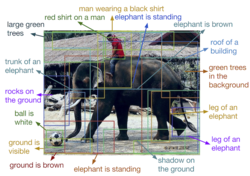 man wearing a black shirt
red shirt on a man
elephant is standing
large green
trees
elephant is brown
roof of a
building
trunk of an
elephant
green trees
in the
background
rocks on
the ground
ball is
white
leg of an
elephant
ground is
visible
leg of an
elephant
ground is brown
elephant is standing
shadow on
the ground